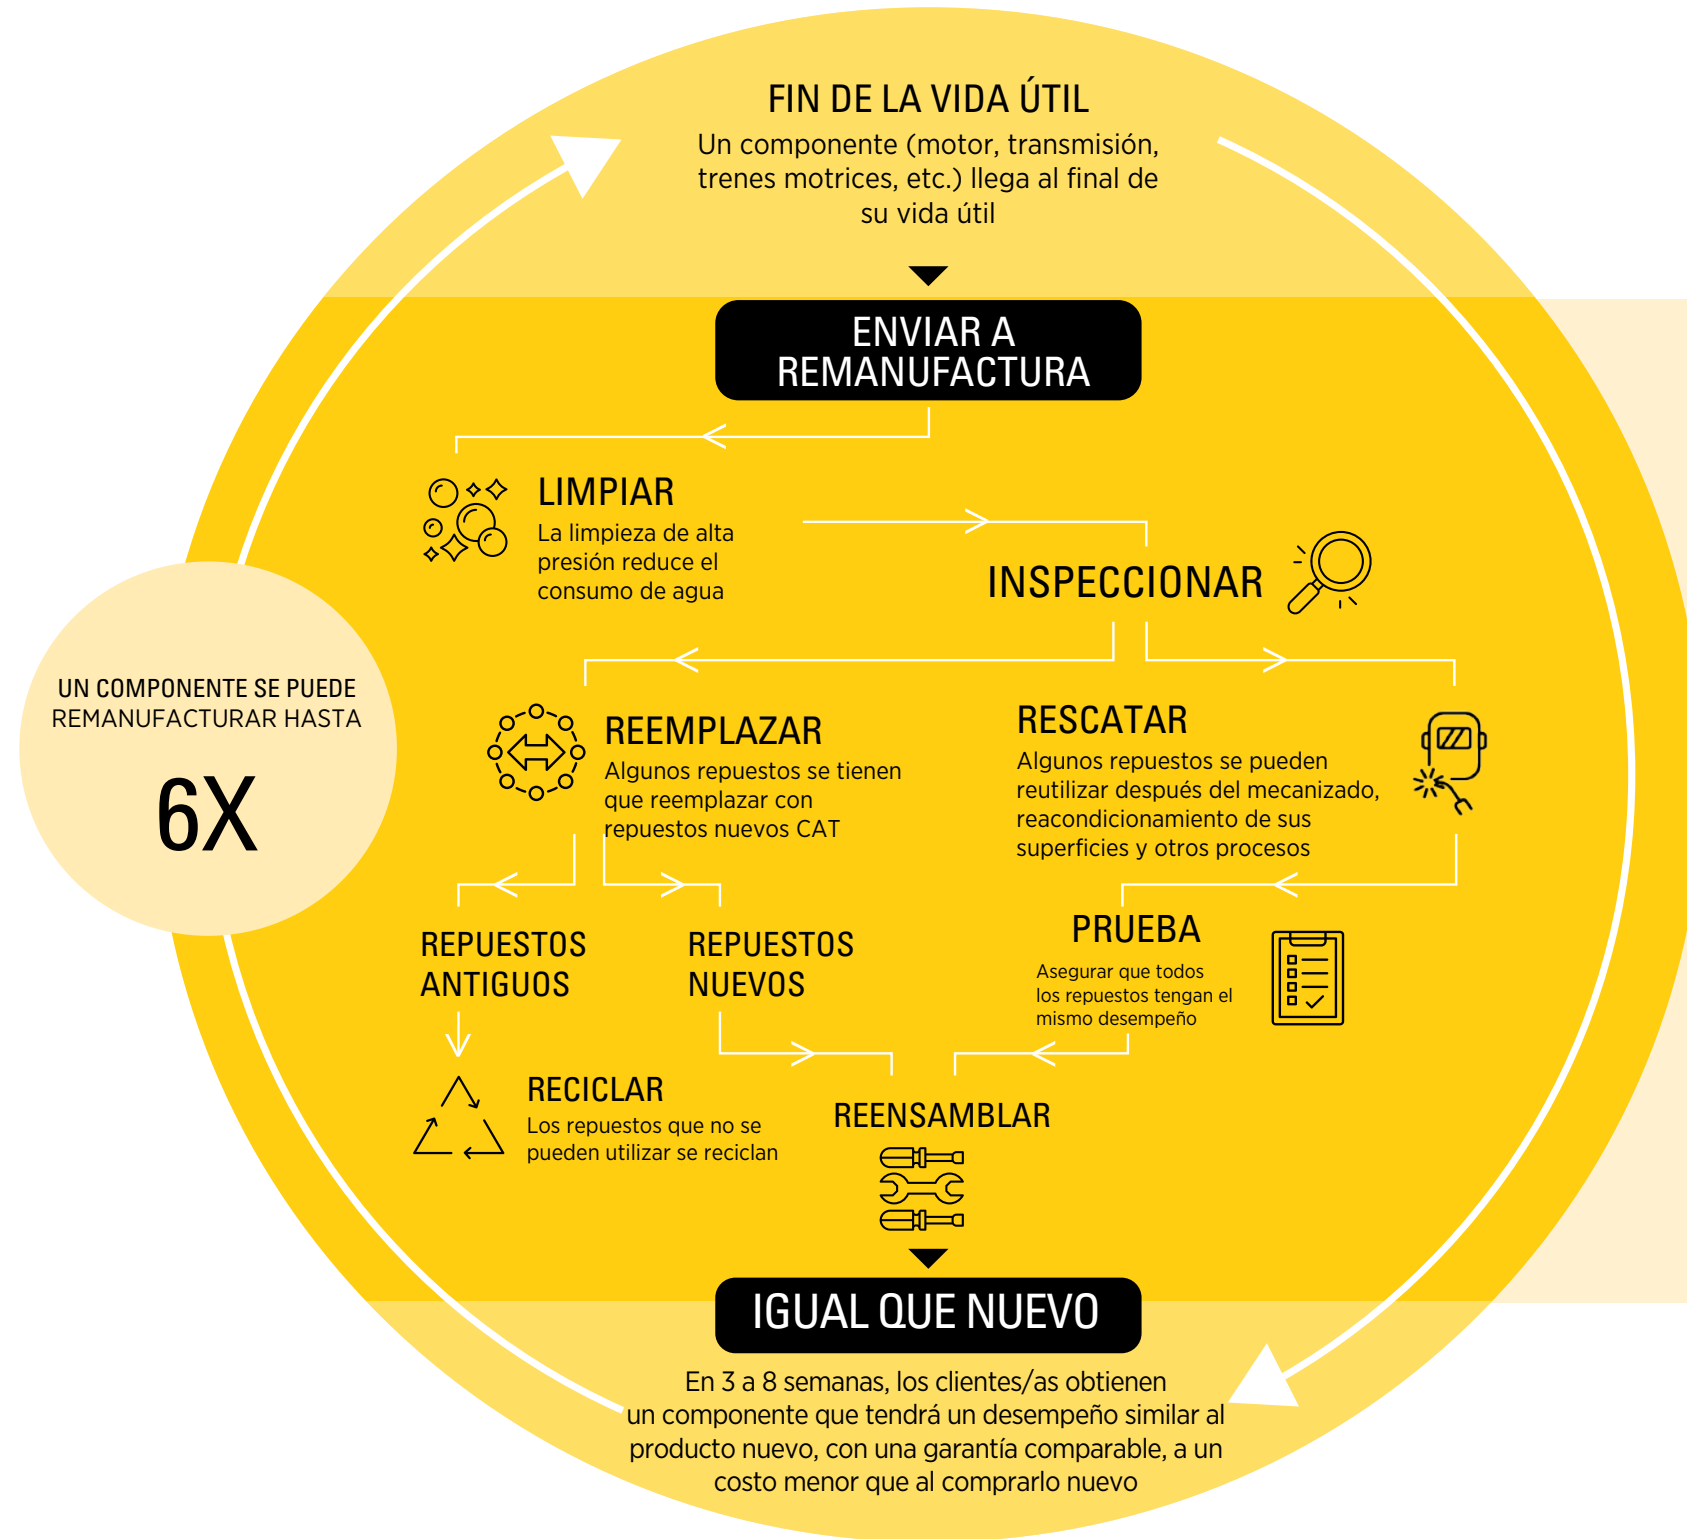 FIN DE LA VIDA ÚTIL
Un componente (motor, transmisión,
trenes motrices, etc.) llega al final de
su vida útil
ENVIAR A
REMANUFACTURA
LIMPIAR
La limpieza de alta
presión reduce el
consumo de agua
INSPECCIONAR
UN COMPONENTE SE PUEDE
REMANUFACTURAR HASTA
6X
REEMPLAZAR
Algunos repuestos se tienen
que reemplazar con
repuestos nuevos CAT
RESCATAR
Algunos repuestos se pueden
reutilizar después del mecanizado,
reacondicionamiento de sus
superficies y otros procesos
REPUESTOS
ANTIGUOS
REPUESTOS
NUEVOS
PRUEBA
Asegurar que todos
los repuestos tengan el
mismo desempeño
RECICLAR
Los repuestos que no se
pueden utilizar se reciclan
REENSAMBLAR
IGUAL QUE NUEVO
En 3 a 8 semanas, los clientes/as obtienen
un componente que tendrá un desempeño similar al
producto nuevo, con una garantía comparable, a un
costo menor que al comprarlo nuevo